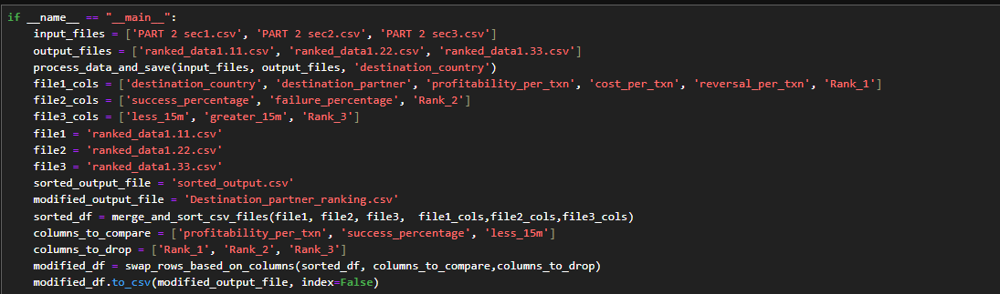 if __name__ == "__main__":
    input_files = ['PART 2 sec1.csv', 'PART 2 sec2.csv', 'PART 2 sec3.csv']
    output_files = ['ranked_data1.11.csv', 'ranked_data1.22.csv', 'ranked_data1.33.csv']
    process_data_and_save(input_files, output_files, 'destination_country')
    file1_cols = ['destination_country', 'destination_partner', 'profitability_per_txn', 'cost_per_txn', 'reversal_per_txn', 'Rank_1']
    file2_cols = ['success_percentage', 'failure_percentage', 'Rank_2']
    file3_cols = ['less_15m', 'greater_15m', 'Rank_3']
    file1 = 'ranked_data1.11.csv'
    file2 = 'ranked_data1.22.csv'
    file3 = 'ranked_data1.33.csv'
    sorted_output_file = 'sorted_output.csv'
    modified_output_file = 'Destination_partner_ranking.csv'
    sorted_df = merge_and_sort_csv_files(file1, file2, file3,  file1_cols,file2_cols,file3_cols)
    columns_to_compare = ['profitability_per_txn', 'success_percentage', 'less_15m']
    columns_to_drop = ['Rank_1', 'Rank_2', 'Rank_3']
    modified_df = swap_rows_based_on_columns(sorted_df, columns_to_compare,columns_to_drop)
    modified_df.to_csv(modified_output_file, index=False)